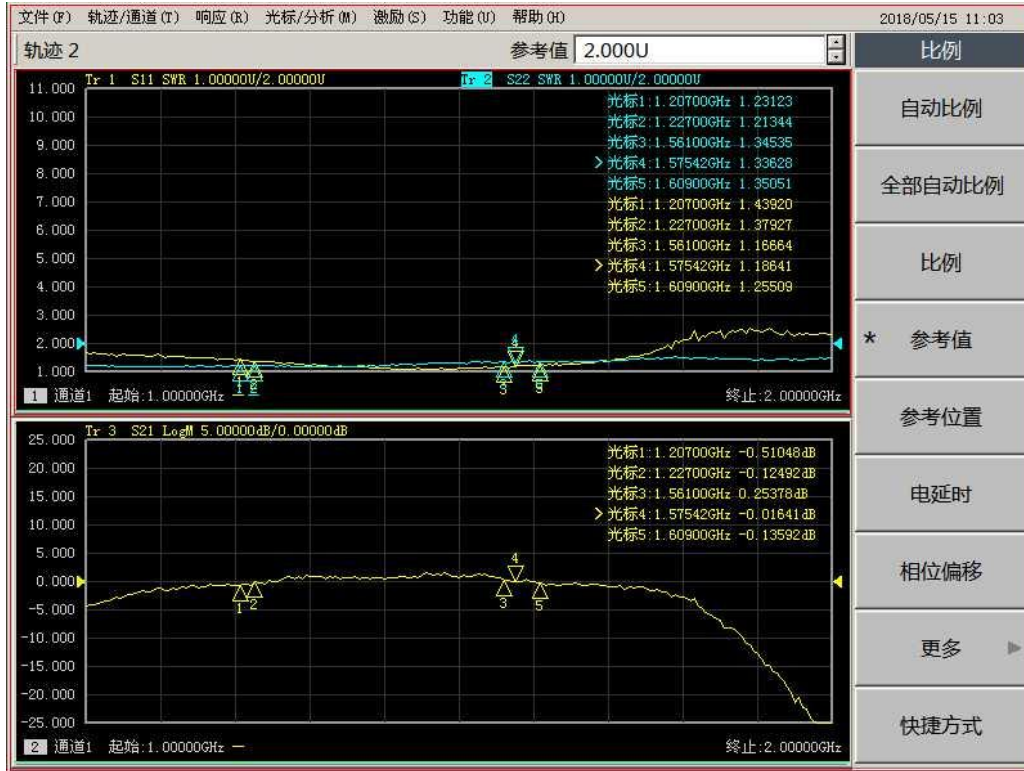 文件(F) 轨迹/通道(T) 响应(R) 光标/分析(M) 激励(S) 功能(U) 帮助(H) 2018/05/15 11:03
轨迹 2 参考值 2.000U 比例
Tr 1 S11 SWR 1.00000U/2.00000U Tr 2 S22 SWR 1.00000U/2.00000U
11.000
10.000
9.000
8.000
7.000
6.000
5.000
4.000
3.000
2.000
1.000
光标1:1.20700GHz 1.23123
光标2:1.22700GHz 1.21344
光标3:1.56100GHz 1.34535
>光标4:1.57542GHz 1.33628
光标5:1.60900GHz 1.35051
光标1:1.20700GHz 1.43920
光标2:1.22700GHz 1.37927
光标3:1.56100GHz 1.16664
>光标4:1.57542GHz 1.18641
光标5:1.60900GHz 1.25509
4
1 2 3 5
1 通道1 起始:1.00000GHz 终止:2.00000GHz
Tr 3 S21 LogM 5.00000dB/0.00000dB
25.000
20.000
15.000
10.000
5.000
0.000
-5.000
-10.000
-15.000
-20.000
-25.000
光标1:1.20700GHz -0.51048dB
光标2:1.22700GHz -0.12492dB
光标3:1.56100GHz 0.25378dB
>光标4:1.57542GHz -0.01641dB
光标5:1.60900GHz -0.13592dB
4
1 2 3 5
2 通道1 起始:1.00000GHz 终止:2.00000GHz
自动比例
全部自动比例
比例
* 参考值
参考位置
电延时
相位偏移
更多
快捷方式